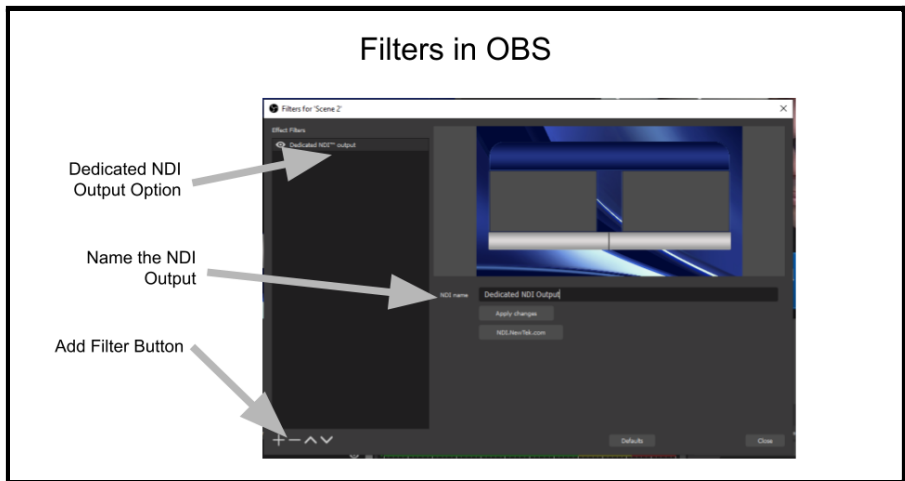 Filters in OBS
Filters for 'Scene 2'
Effect Filters
Dedicated NDI™ output
Dedicated NDI
Output Option
Name the NDI
Output
NDI name
Dedicated NDI Output
Apply changes
NDI.NewTek.com
Add Filter Button
Defaults
Close